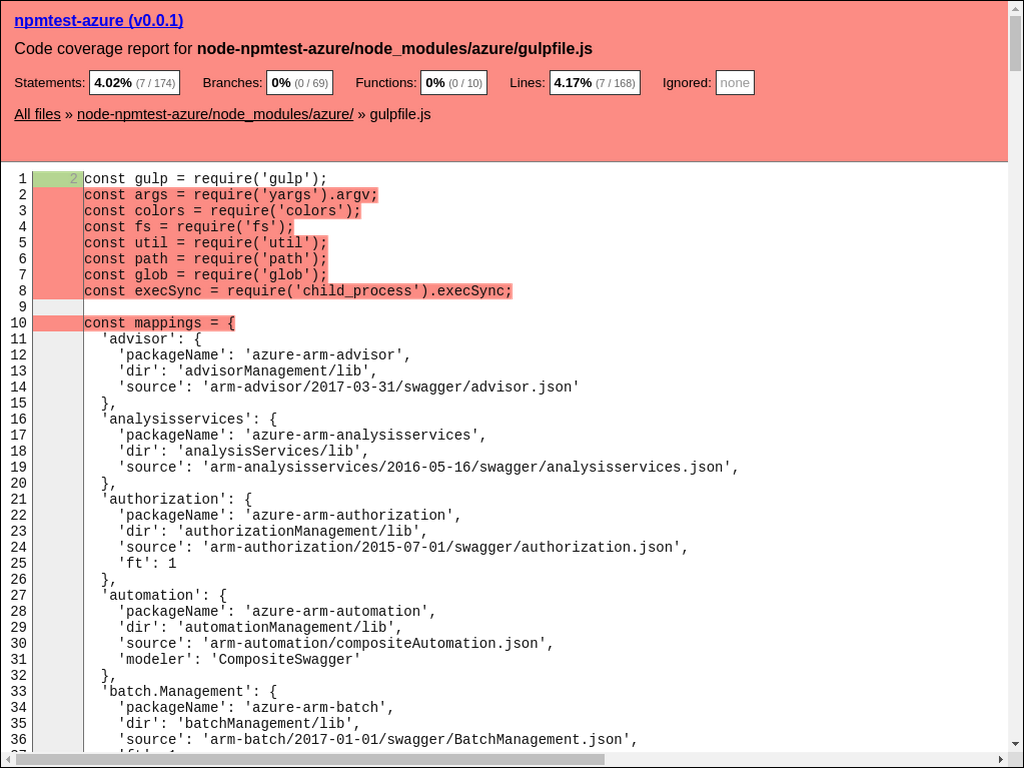 npmtest-azure (v0.0.1)
Code coverage report for node-npmtest-azure/node_modules/azure/gulpfile.js
Statements: 4.02% (7 / 174) Branches: 0% (0 / 69) Functions: 0% (0 / 10) Lines: 4.17% (7 / 168) Ignored: none
All files » node-npmtest-azure/node_modules/azure/ » gulpfile.js
1 2 const gulp = require('gulp');
2 const args = require('yargs').argv;
3 const colors = require('colors');
4 const fs = require('fs');
5 const util = require('util');
6 const path = require('path');
7 const glob = require('glob');
8 const execSync = require('child_process').execSync;
9
10 const mappings = {
11 'advisor': {
12 'packageName': 'azure-arm-advisor',
13 'dir': 'advisorManagement/lib',
14 'source': 'arm-advisor/2017-03-31/swagger/advisor.json'
15 },
16 'analysisservices': {
17 'packageName': 'azure-arm-analysisservices',
18 'dir': 'analysisServices/lib',
19 'source': 'arm-analysisservices/2016-05-16/swagger/analysisservices.json',
20 },
21 'authorization': {
22 'packageName': 'azure-arm-authorization',
23 'dir': 'authorizationManagement/lib',
24 'source': 'arm-authorization/2015-07-01/swagger/authorization.json',
25 'ft': 1
26 },
27 'automation': {
28 'packageName': 'azure-arm-automation',
29 'dir': 'automationManagement/lib',
30 'source': 'arm-automation/compositeAutomation.json',
31 'modeler': 'CompositeSwagger'
32 },
33 'batch.Management': {
34 'packageName': 'azure-arm-batch',
35 'dir': 'batchManagement/lib',
36 'source': 'arm-batch/2017-01-01/swagger/BatchManagement.json',